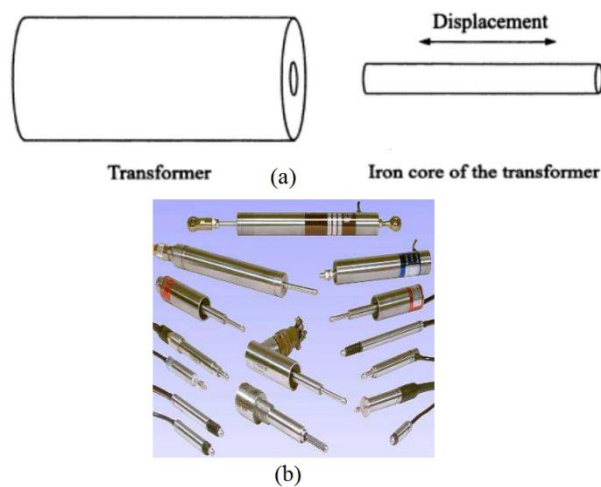 Displacement
Transformer
(a)
Iron core of the transformer
(b)